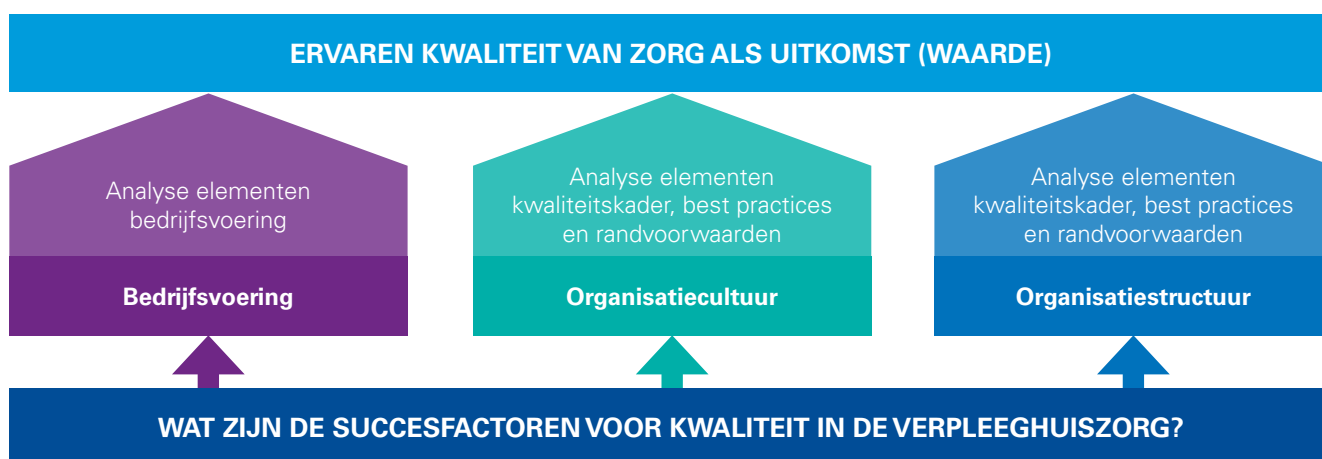 ERVAREN KWALITEIT VAN ZORG ALS UITKOMST (WAARDE)
Analyse elementen
bedrijfsvoering
Bedrijfsvoering
Analyse elementen
kwaliteitskader, best practices
en randvoorwaarden
Organisatiecultuur
Analyse elementen
kwaliteitskader, best practices
en randvoorwaarden
Organisatiestructuur
WAT ZIJN DE SUCCESFACTOREN VOOR KWALITEIT IN DE VERPLEEGHUISZORG?